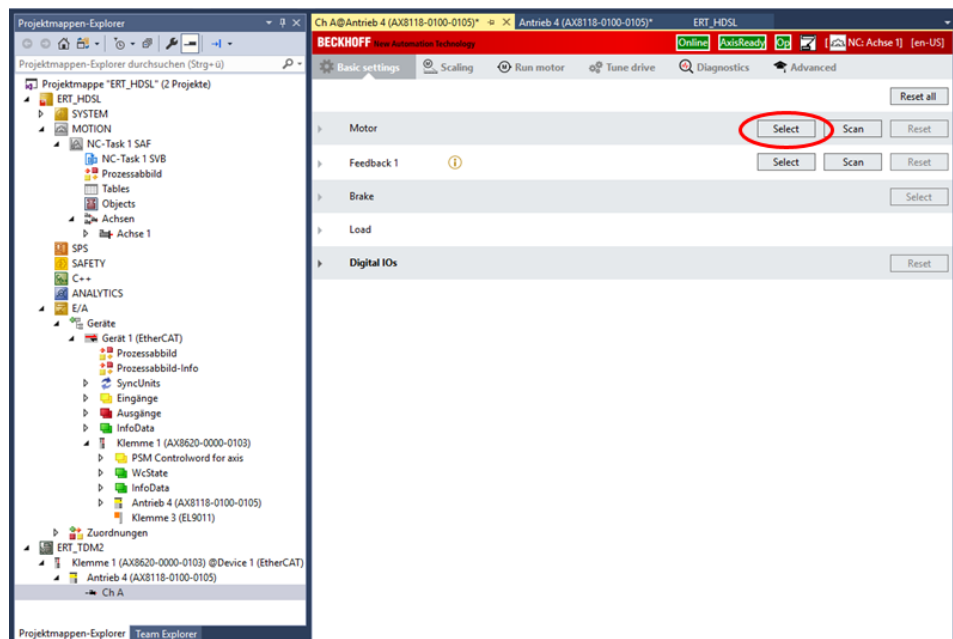 Projektmappen-Explorer
Projektmappen-Explorer durchsuchen (Strg+ü)
Projektmappe "ERT_HDSL" (2 Projekte)
ERT_HDSL
SYSTEM
MOTION
NC-Task 1 SAF
NC-Task 1 SVB
Prozessabbild
Tables
Objects
Achsen
Achse 1
SPS
SAFETY
C++
ANALYTICS
E/A
Geräte
Gerät 1 (EtherCAT)
Prozessabbild
Prozessabbild-Info
SyncUnits
Eingänge
Ausgänge
InfoData
Klemme 1 (AX8620-0000-0103)
PSM Controlword for axis
WcState
InfoData
Antrieb 4 (AX8118-0100-0105)
Klemme 3 (EL9011)
Zuordnungen
ERT_TDM2
Klemme 1 (AX8620-0000-0103) @Device 1 (EtherCAT)
Antrieb 4 (AX8118-0100-0105)
Ch A
Projektmappen-Explorer Team Explorer
Ch A@Antrieb 4 (AX8118-0100-0105)* Antrieb 4 (AX8118-0100-0105)* ERT_HDSL
BECKHOFF New Automation Technology Online AxisReady Op [ NC: Achse 1] [en-US]
Basic settings Scaling Run motor Tune drive Diagnostics Advanced
Reset all
Motor Select Scan Reset
Feedback 1 Select Scan Reset
Brake Select
Load
Digital IOs Reset